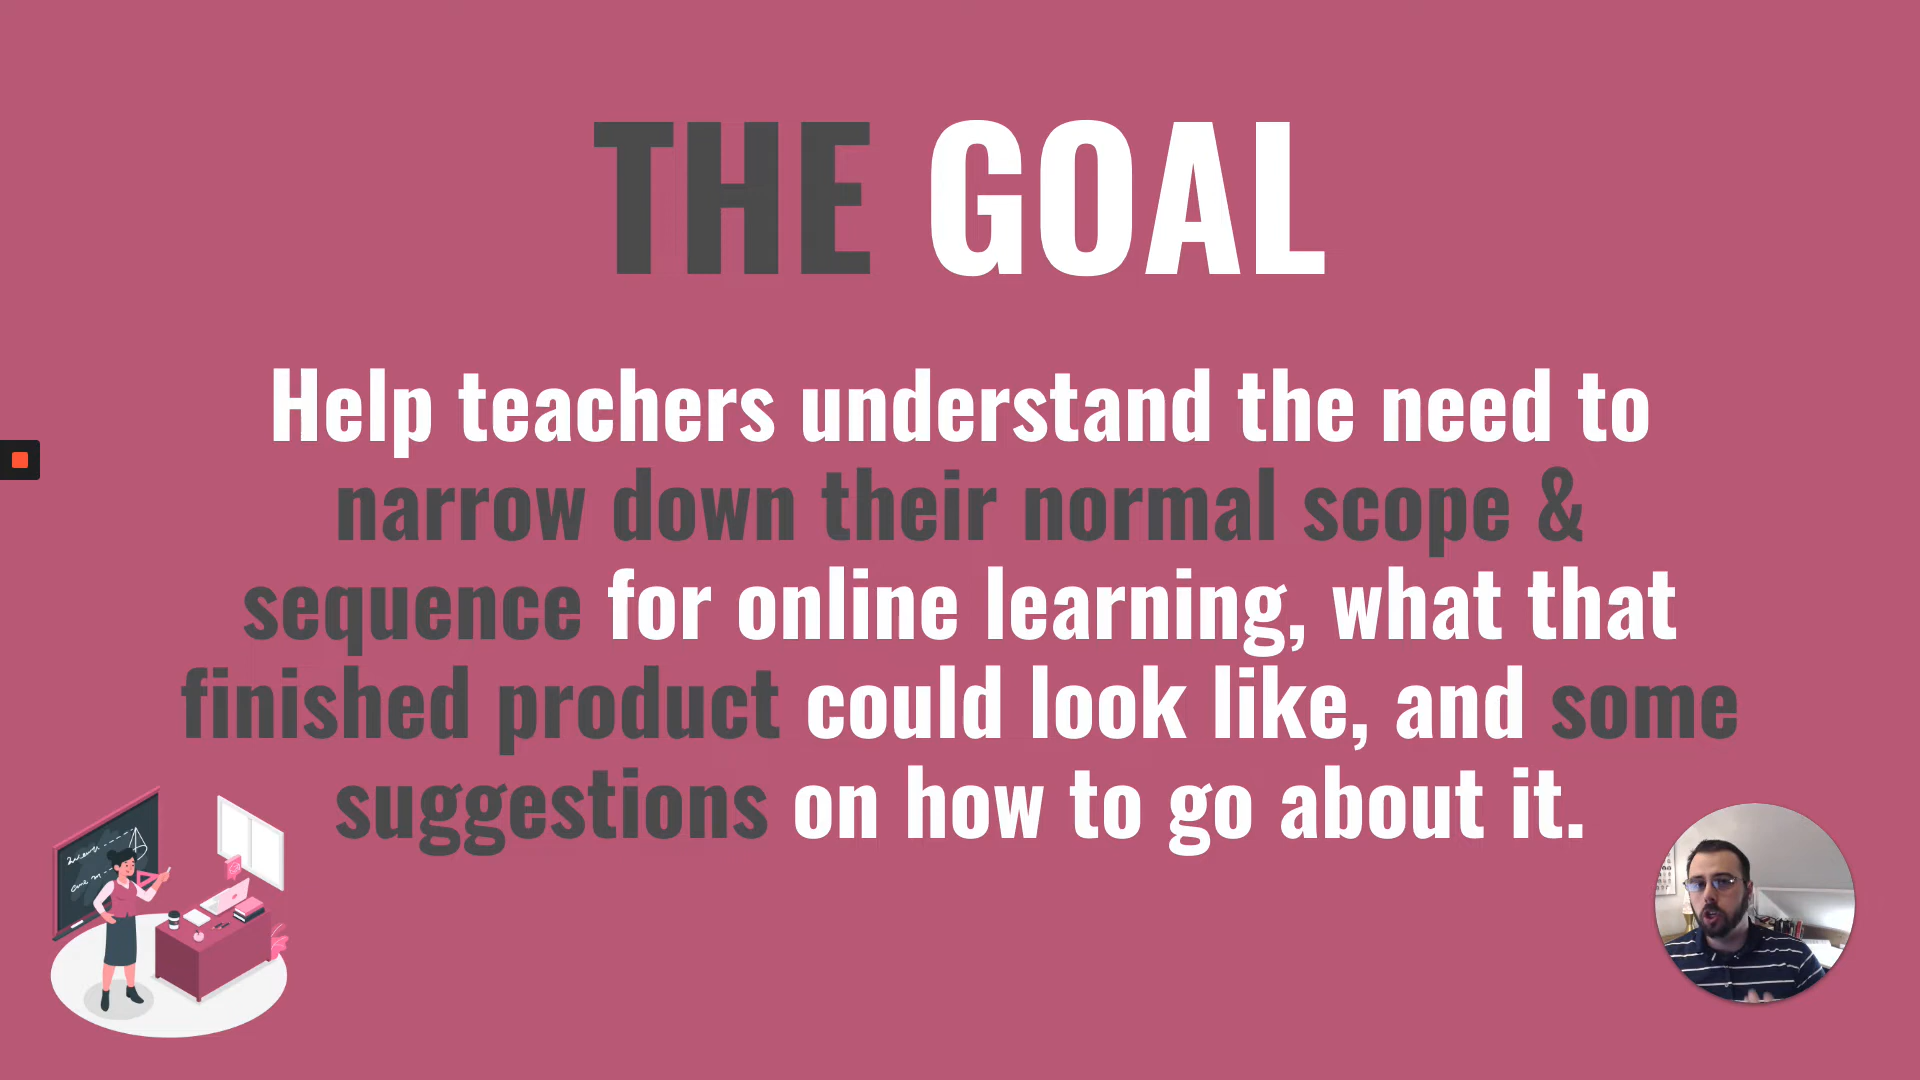 THE GOAL
Help teachers understand the need to
narrow down their normal scope &
sequence for online learning, what that
finished product could look like, and some
suggestions on how to go about it.